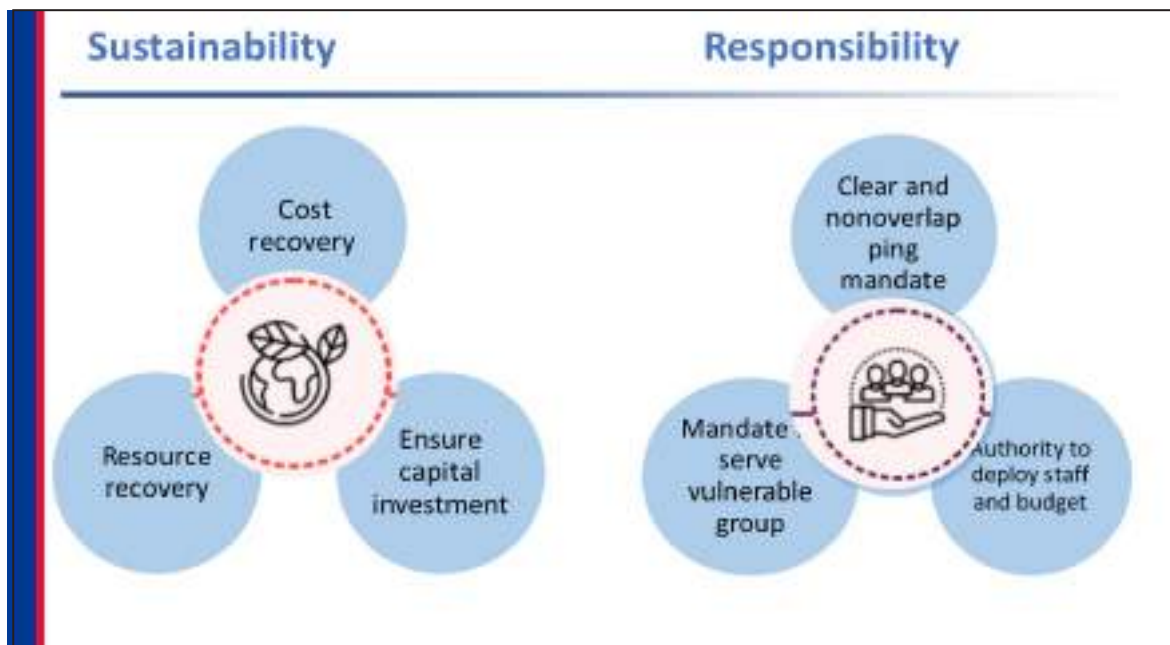 Sustainability
Responsibility
Cost
recovery
Resource
recovery
Ensure
capital
investment
Clear and
nonoverlap
ping
mandate
Mandate
serve
vulnerable
group
Authority to
deploy staff
and budget